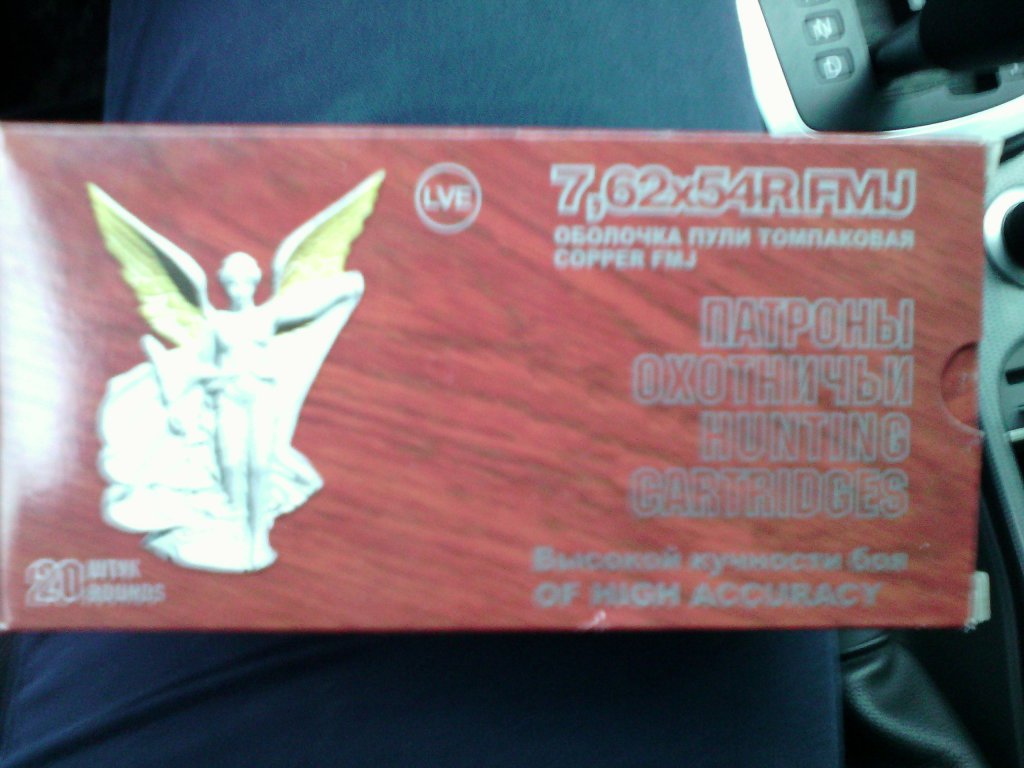 LVE
7,62x54R FMJ
ОБОЛОЧКА ПУЛИ ТОМПАКОВАЯ
COPPER FMJ
ПАТРОНЫ
ОХОТНИЧЬИ
HUNTING
CARTRIDGES
Высокой кучности боя
OF HIGH ACCURACY
20 ШТУК
ROUNDS